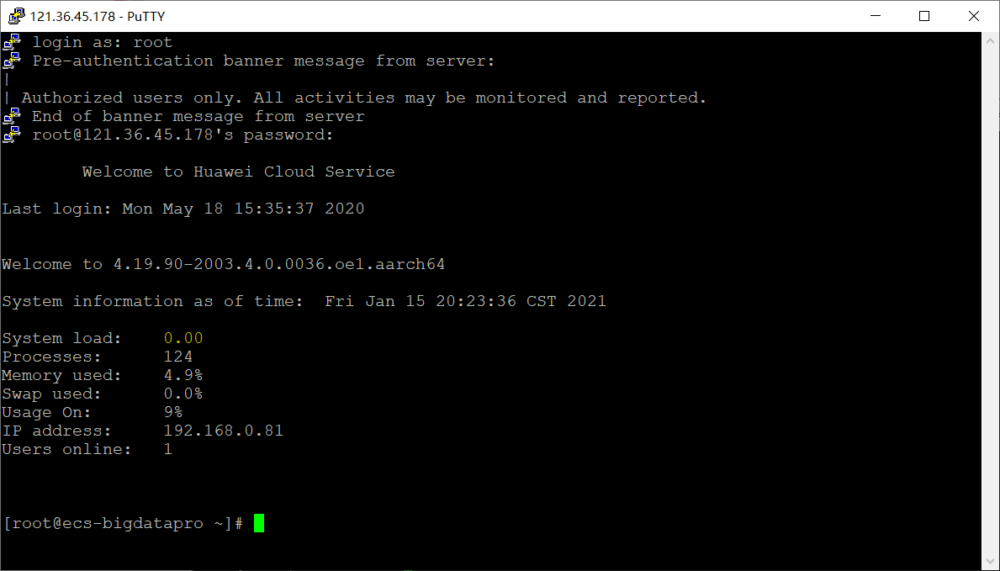 121.36.45.178 - PuTTY
login as: root
Pre-authentication banner message from server:
|
| Authorized users only. All activities may be monitored and reported.
End of banner message from server
root@121.36.45.178's password:
Welcome to Huawei Cloud Service
Last login: Mon May 18 15:35:37 2020
Welcome to 4.19.90-2003.4.0.0036.oe1.aarch64
System information as of time:  Fri Jan 15 20:23:36 CST 2021
System load:    0.00
Processes:      124
Memory used:    4.9%
Swap used:      0.0%
Usage On:       9%
IP address:     192.168.0.81
Users online:   1
[root@ecs-bigdatapro ~]#